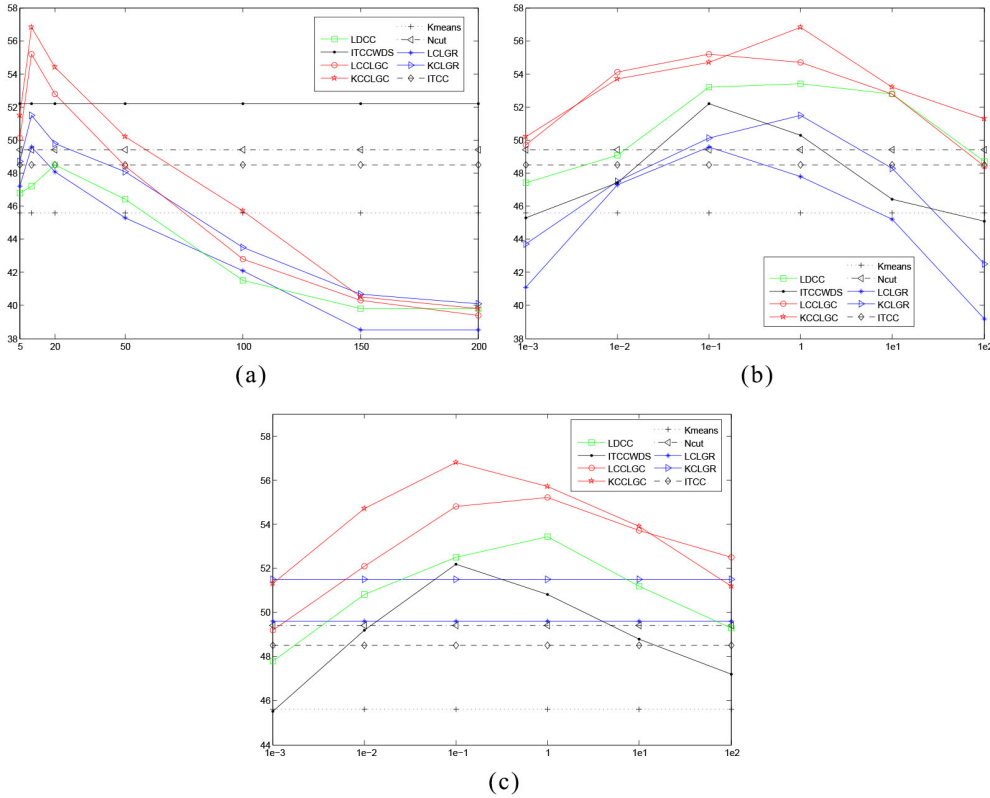 58
56
54
52
50
48
46
44
42
40
38
5 20 50 100 150 200
Kmeans
LDCC Ncut
ITCCWDS LCLGR
LCCLGC KCLGR
KCCLGC ITCC
(a)
58
56
54
52
50
48
46
44
42
40
38
1e−3 1e−2 1e−1 1 1e1 1e2
Kmeans
LDCC Ncut
ITCCWDS LCLGR
LCCLGC KCLGR
KCCLGC ITCC
(b)
58
56
54
52
50
48
46
44
1e−3 1e−2 1e−1 1 1e1 1e2
Kmeans
LDCC Ncut
ITCCWDS LCLGR
LCCLGC KCLGR
KCCLGC ITCC
(c)